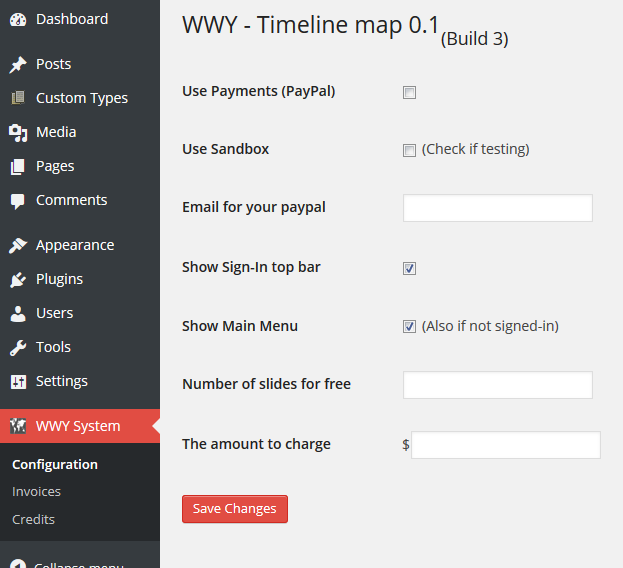 Dashboard
Posts
Custom Types
Media
Pages
Comments
Appearance
Plugins
Users
Tools
Settings
WWY System
Configuration
Invoices
Credits
Collapse menu
WWY - Timeline map 0.1 (Build 3)
Use Payments (PayPal)
Use Sandbox (Check if testing)
Email for your paypal
Show Sign-In top bar
Show Main Menu (Also if not signed-in)
Number of slides for free
The amount to charge $
Save Changes